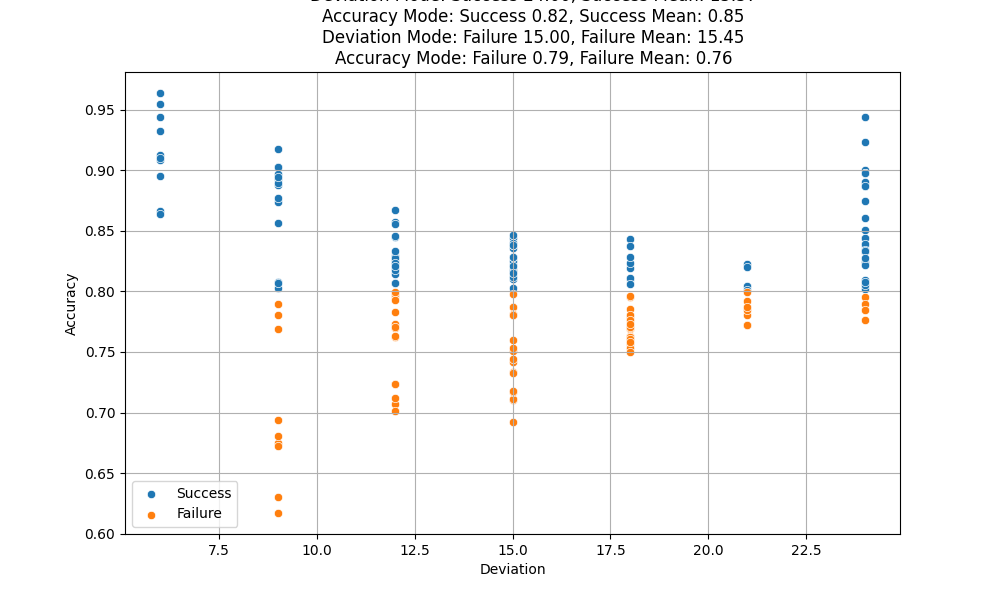 Accuracy Mode: Success 0.82, Success Mean: 0.85
Deviation Mode: Failure 15.00, Failure Mean: 15.45
Accuracy Mode: Failure 0.79, Failure Mean: 0.76
0.95
0.90
0.85
0.80
0.75
0.70
0.65
0.60
Accuracy
Success
Failure
7.5 10.0 12.5 15.0 17.5 20.0 22.5
Deviation